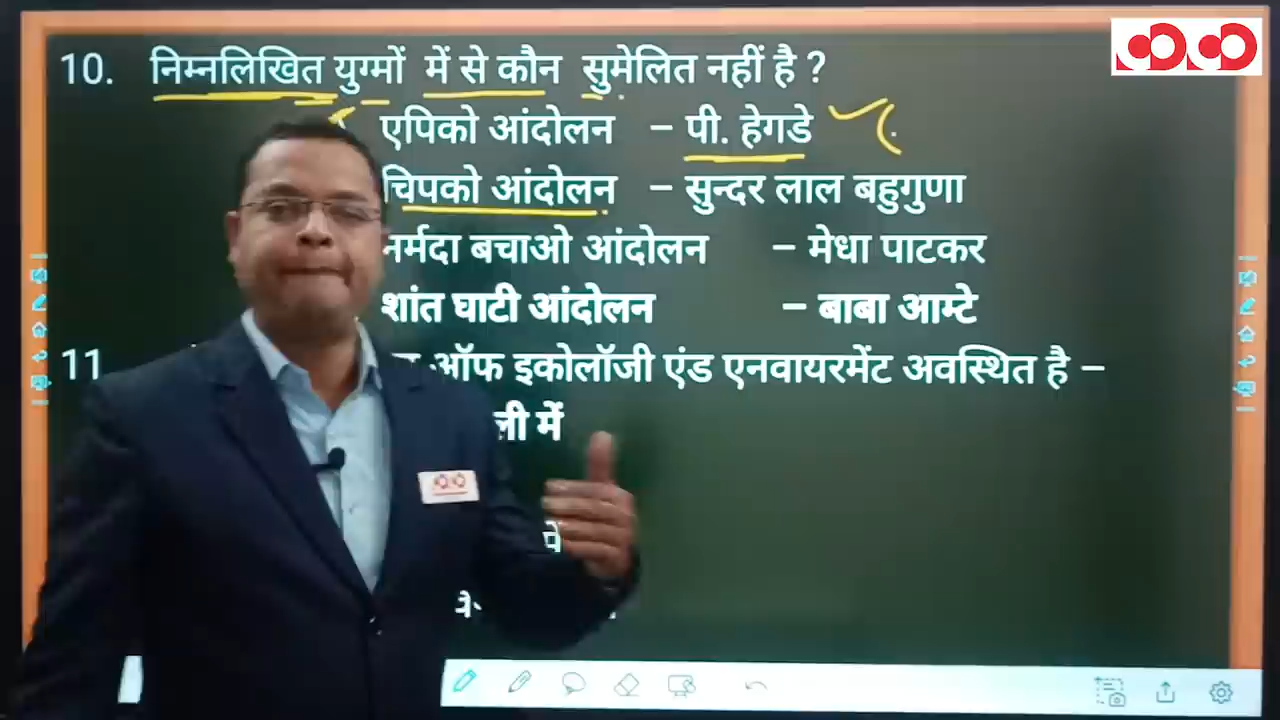 10. निम्नलिखित युग्मों में से कौन सुमेलित नहीं है ?
एपिको आंदोलन – पी. हेगडे
चिपको आंदोलन – सुन्दर लाल बहुगुणा
नर्मदा बचाओ आंदोलन – मेधा पाटकर
शांत घाटी आंदोलन – बाबा आम्टे
11 ऑफ इकोलॉजी एंड एनवायरमेंट अवस्थित है –
में